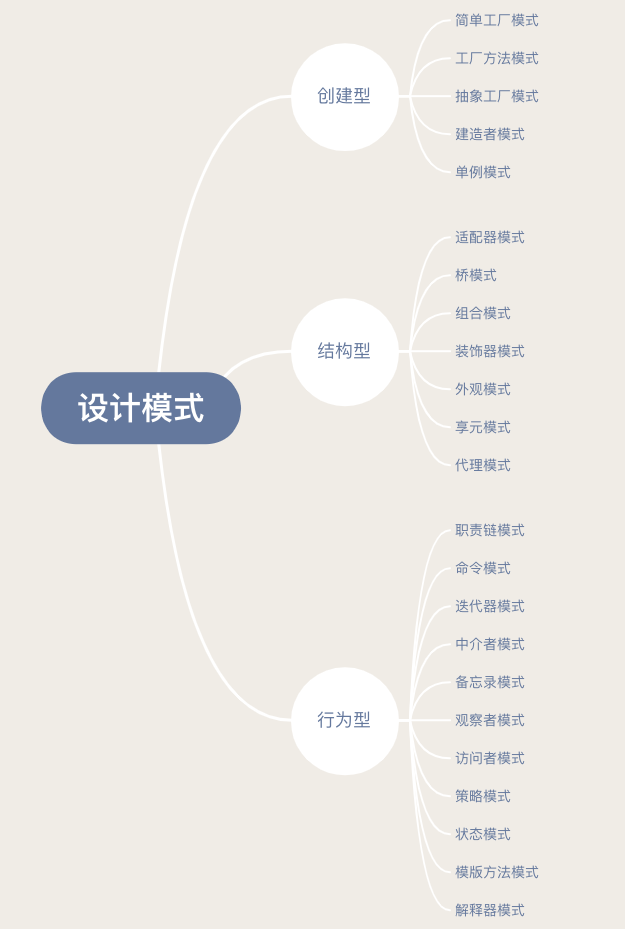 设计模式
创建型
简单工厂模式
工厂方法模式
抽象工厂模式
建造者模式
单例模式
结构型
适配器模式
桥模式
组合模式
装饰器模式
外观模式
享元模式
代理模式
行为型
职责链模式
命令模式
迭代器模式
中介者模式
备忘录模式
观察者模式
访问者模式
策略模式
状态模式
模版方法模式
解释器模式